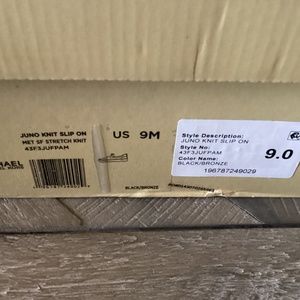 JUNO KNIT SLIP ON
MET SF STRETCH KNIT
43F3JUFPAM
US 9M
BLACK/BRONZE
Style Description:
JUNO KNIT SLIP ON
Style No:
43F3JUFPAM
Color Name:
BLACK/BRONZE
9.0
196787249029